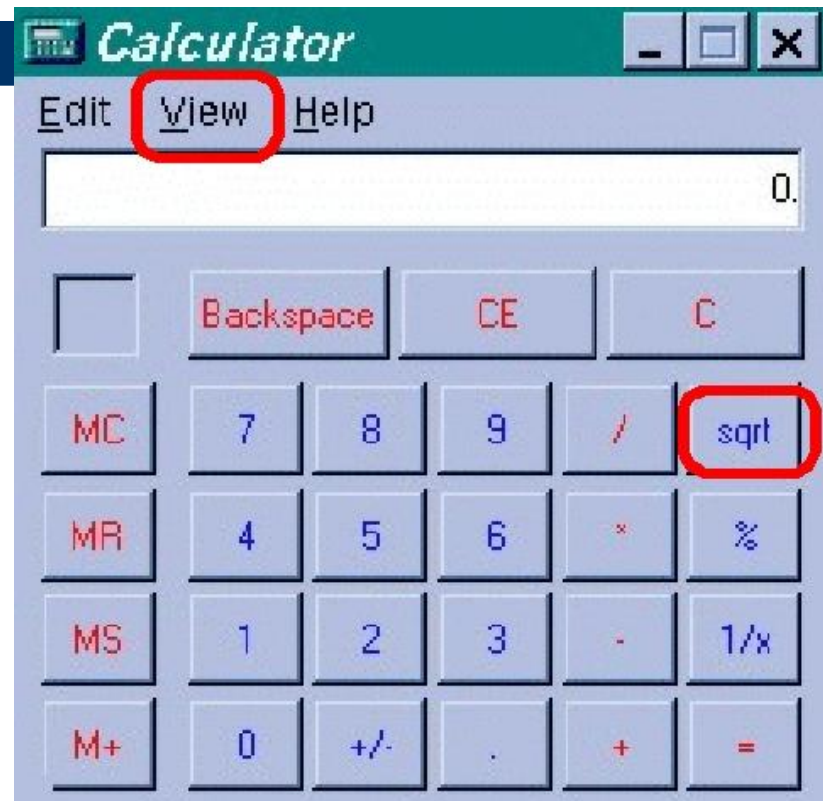 Calculator
Edit View Help
0.
Backspace CE C
MC 7 8 9 / sqrt
MR 4 5 6 * %
MS 1 2 3 - 1/x
M+ 0 +/- . + =